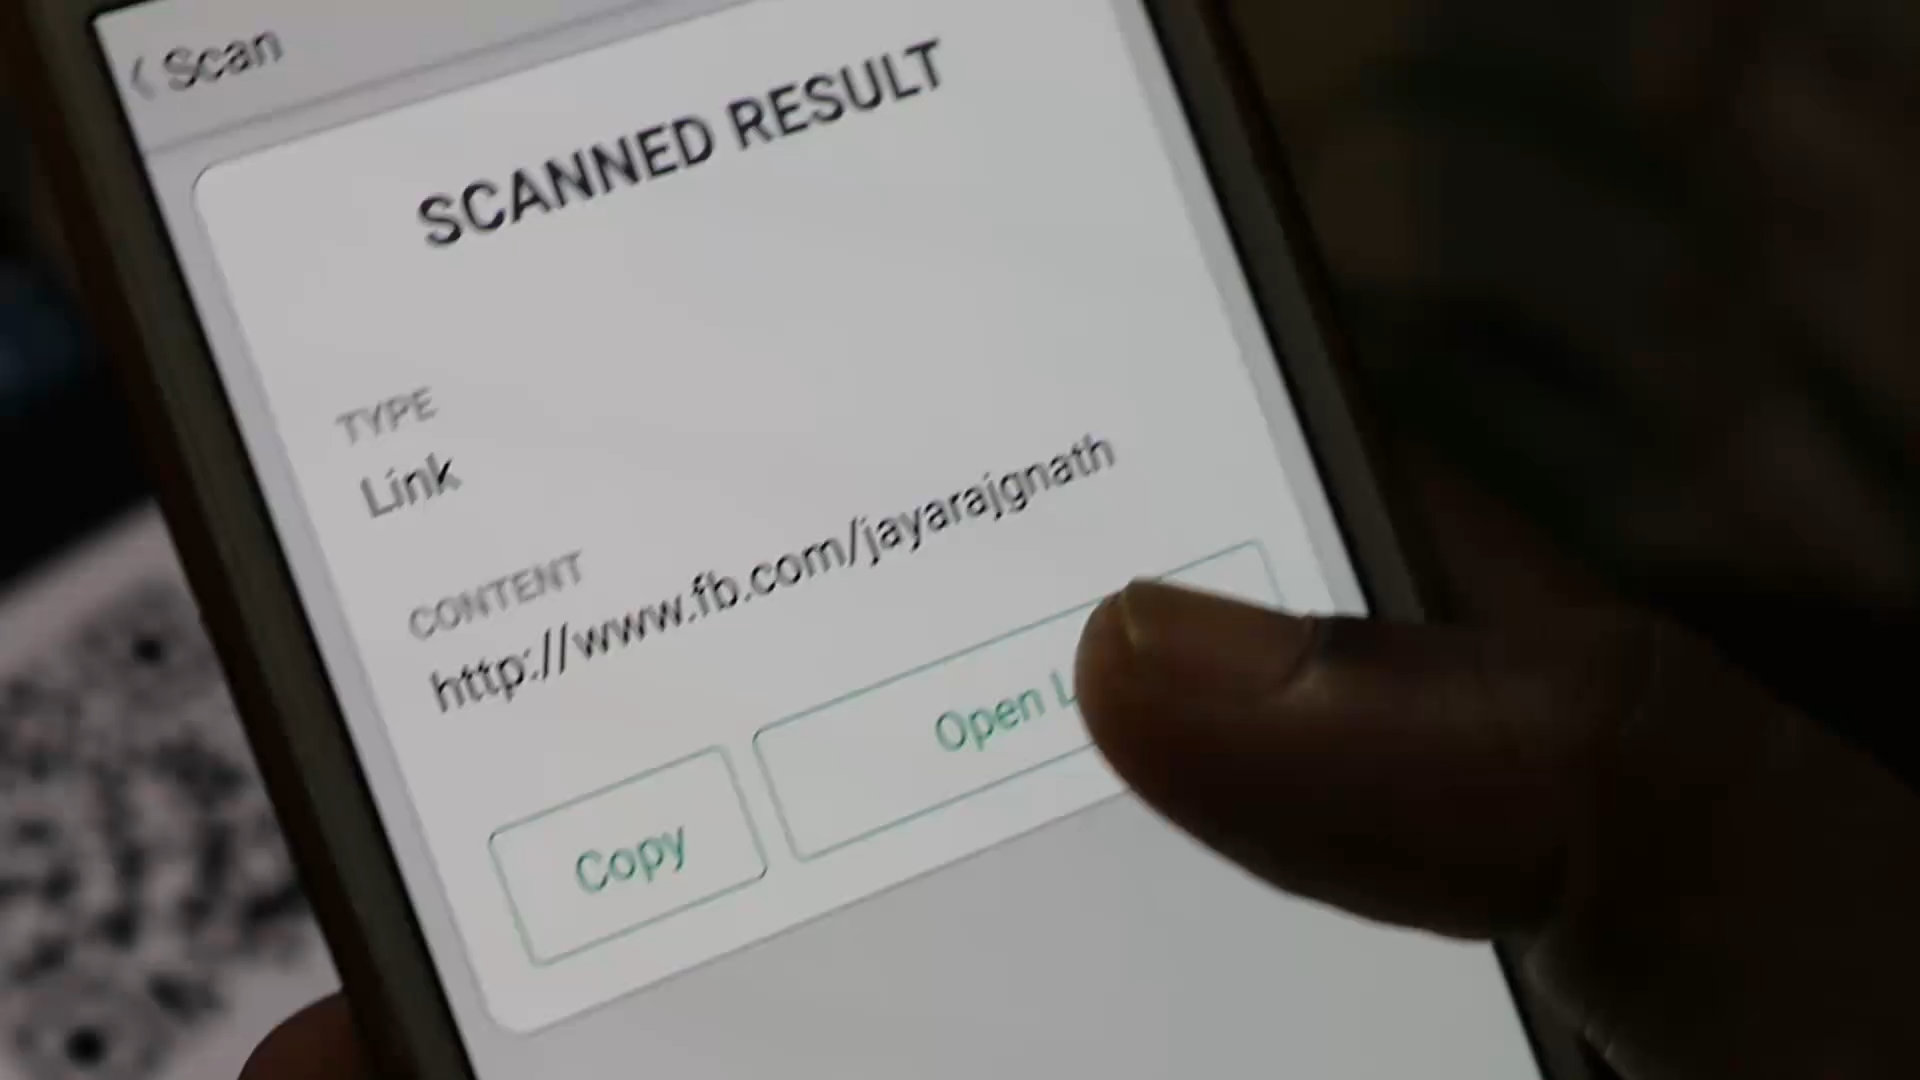 Scan
SCANNED RESULT
TYPE
Link
CONTENT
http://www.fb.com/jayarajgnath
Copy
Open L